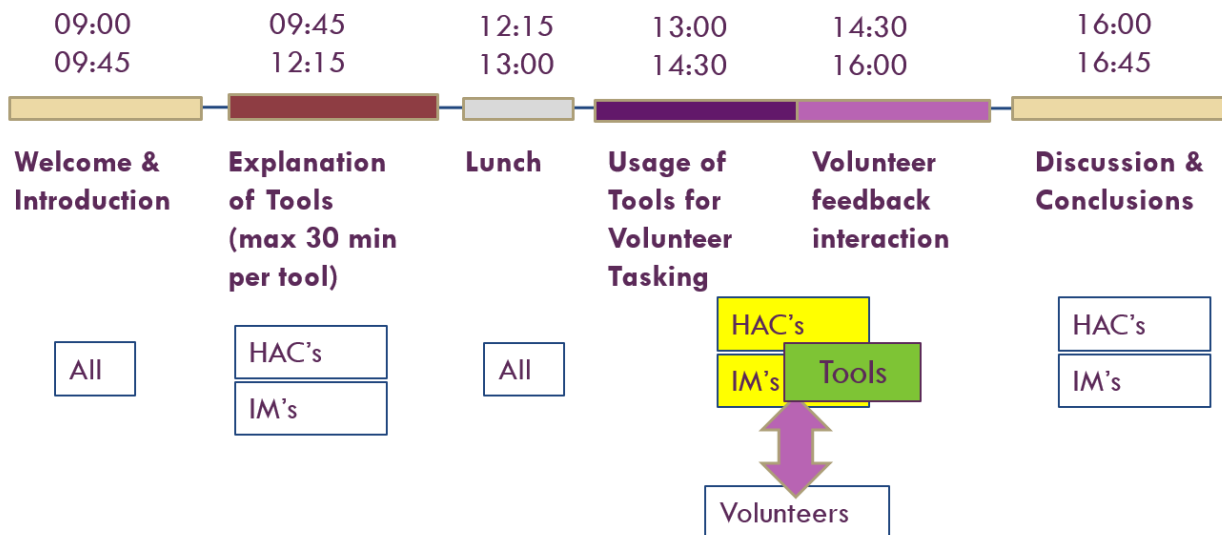 09:00
09:45
09:45
12:15
12:15
13:00
13:00
14:30
14:30
16:00
16:00
16:45
Welcome &
Introduction
Explanation
of Tools
(max 30 min
per tool)
Lunch
Usage of
Tools for
Volunteer
Tasking
Volunteer
feedback
interaction
Discussion &
Conclusions
All
HAC's
IM's
All
HAC's
IM's
Tools
Volunteers
HAC's
IM's